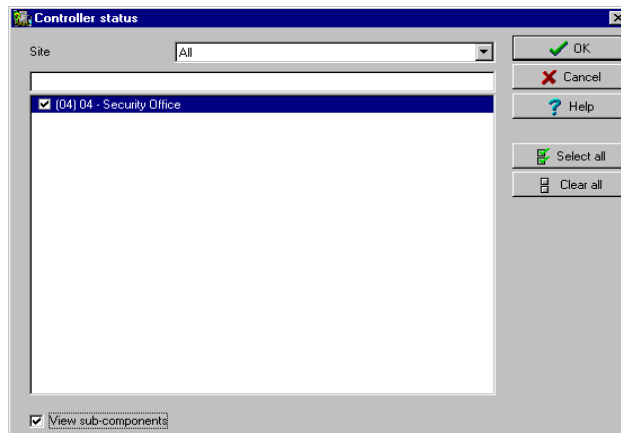 Controller status
Site All
OK
Cancel
(04) 04 - Security Office
Help
Select all
Clear all
View sub-components